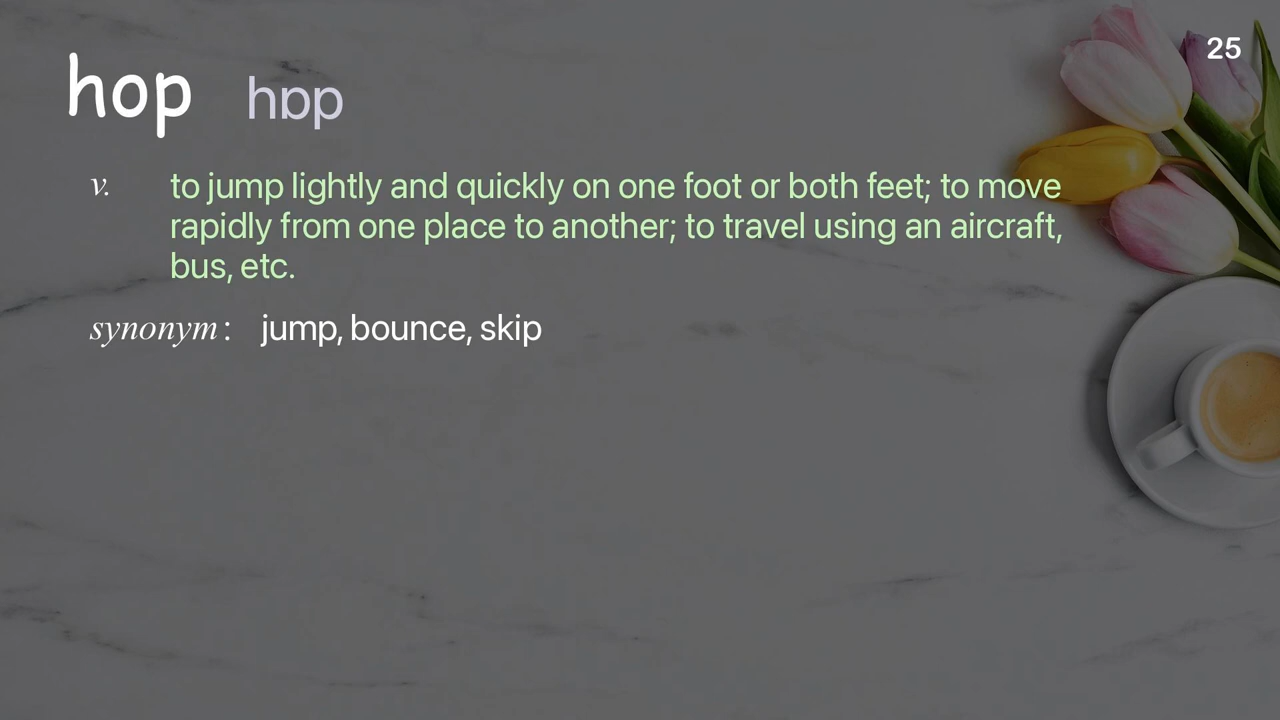 25
hop hɒp
v. to jump lightly and quickly on one foot or both feet; to move
rapidly from one place to another; to travel using an aircraft,
bus, etc.
synonym : jump, bounce, skip